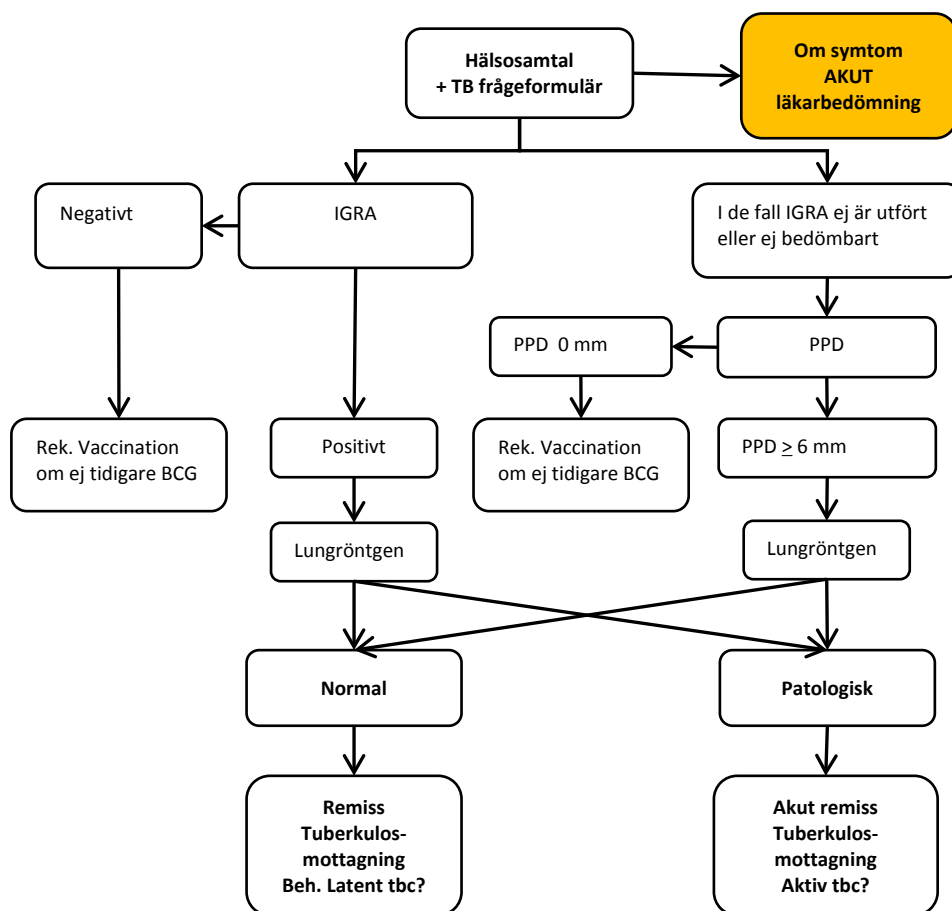 Hälsosamtal
+ TB frågeformulär
Om symtom
AKUT
läkarbedömning
Negativt
IGRA
I de fall IGRA ej är utfört
eller ej bedömbart
PPD 0 mm
PPD
Rek. Vaccination
om ej tidigare BCG
Positivt
Rek. Vaccination
om ej tidigare BCG
PPD ≥ 6 mm
Lungröntgen
Lungröntgen
Normal
Patologisk
Remiss
Tuberkulos-
mottagning
Beh. Latent tbc?
Akut remiss
Tuberkulos-
mottagning
Aktiv tbc?